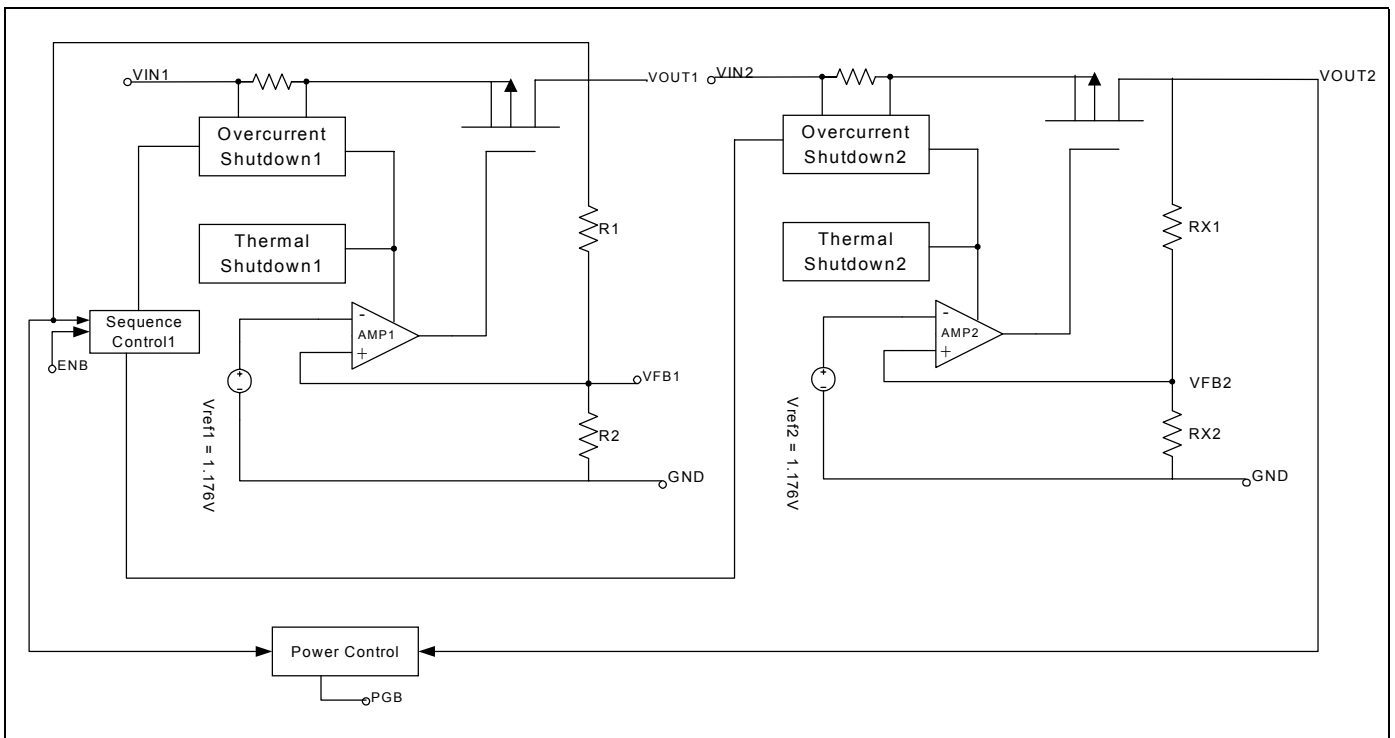 VIN1
VOUT1
VIN2
VOUT2
Overcurrent
Shutdown1
Overcurrent
Shutdown2
R1
RX1
Thermal
Shutdown1
Thermal
Shutdown2
Sequence
Control1
ENB
-
AMP1
+
-
AMP2
+
+
-
+
-
VFB1
VFB2
Vref1 = 1.176V
Vref2 = 1.176V
R2
RX2
GND
GND
Power Control
PGB